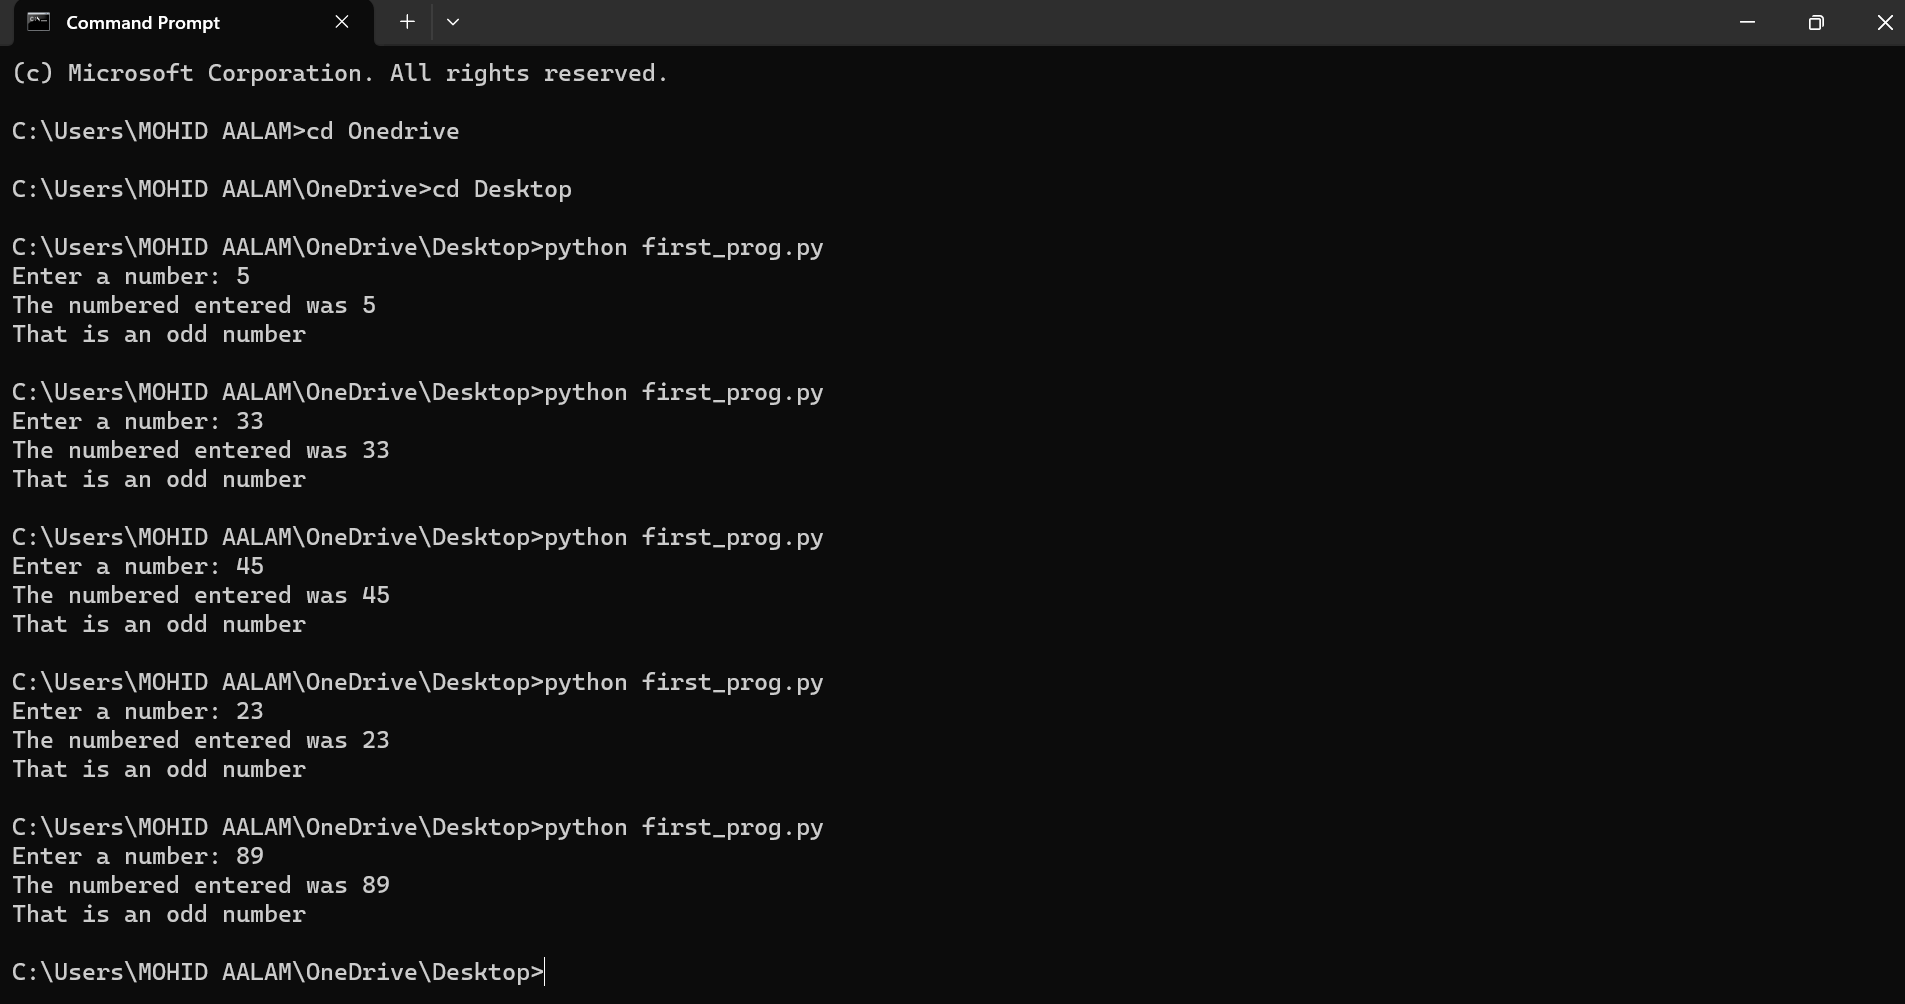 Command Prompt
(c) Microsoft Corporation. All rights reserved.
C:\Users\MOHID AALAM>cd Onedrive
C:\Users\MOHID AALAM\OneDrive>cd Desktop
C:\Users\MOHID AALAM\OneDrive\Desktop>python first_prog.py
Enter a number: 5
The numbered entered was 5
That is an odd number
C:\Users\MOHID AALAM\OneDrive\Desktop>python first_prog.py
Enter a number: 33
The numbered entered was 33
That is an odd number
C:\Users\MOHID AALAM\OneDrive\Desktop>python first_prog.py
Enter a number: 45
The numbered entered was 45
That is an odd number
C:\Users\MOHID AALAM\OneDrive\Desktop>python first_prog.py
Enter a number: 23
The numbered entered was 23
That is an odd number
C:\Users\MOHID AALAM\OneDrive\Desktop>python first_prog.py
Enter a number: 89
The numbered entered was 89
That is an odd number
C:\Users\MOHID AALAM\OneDrive\Desktop>